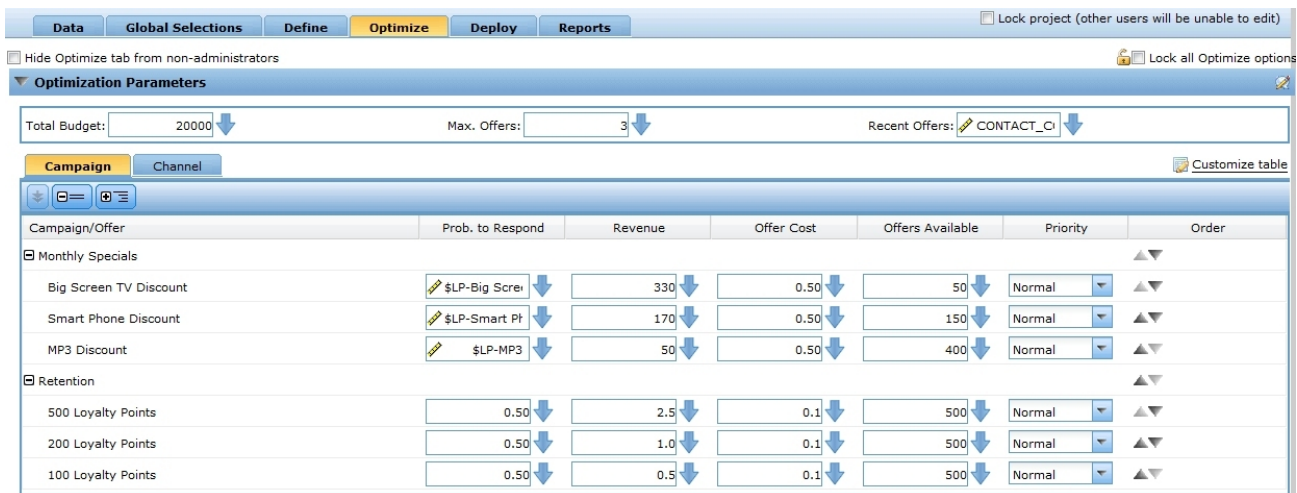 Data Global Selections Define Optimize Deploy Reports Lock project (other users will be unable to edit)
Hide Optimize tab from non-administrators Lock all Optimize options
Optimization Parameters
Total Budget: 20000 Max. Offers: 3 Recent Offers: CONTACT_C
Campaign Channel Customize table
Campaign/Offer Prob. to Respond Revenue Offer Cost Offers Available Priority Order
Monthly Specials
Big Screen TV Discount $LP-Big Scre 330 0.50 50 Normal
Smart Phone Discount $LP-Smart Ph 170 0.50 150 Normal
MP3 Discount $LP-MP3 50 0.50 400 Normal
Retention
500 Loyalty Points 0.50 2.5 0.1 500 Normal
200 Loyalty Points 0.50 1.0 0.1 500 Normal
100 Loyalty Points 0.50 0.5 0.1 500 Normal